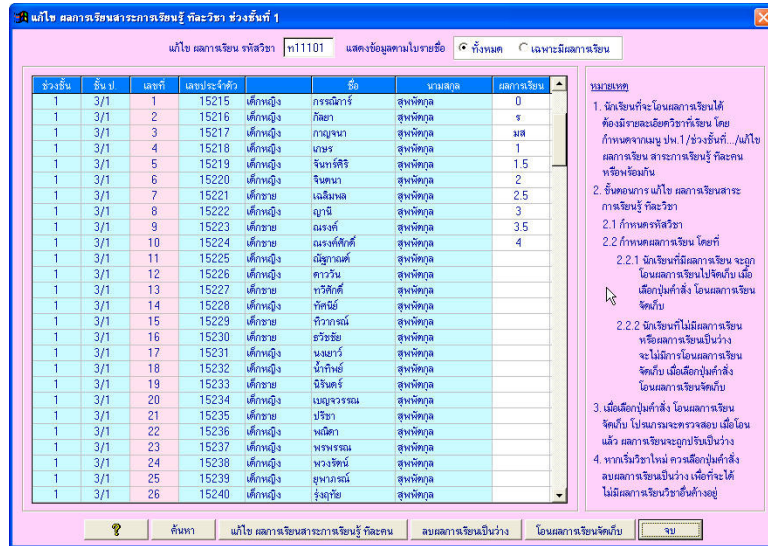 แก้ไข ผลการเรียนสาระการเรียนรู้ ทีละวิชา ช่วงชั้นที่ 1
แก้ไข ผลการเรียน รหัสวิชา ท11101 แสดงข้อมูลตามใบรายชื่อ ทั้งหมด เฉพาะมีผลการเรียน
ช่วงชั้น ชั้น ป. เลขที่ เลขประจำตัว ชื่อ นามสกุล ผลการเรียน
1 3/1 1 15215 เด็กหญิง กรรณิการ์ สุพพัตกุล 0
1 3/1 2 15216 เด็กหญิง กัลยา สุพพัตกุล ร
1 3/1 3 15217 เด็กหญิง กาญจนา สุพพัตกุล มส
1 3/1 4 15218 เด็กหญิง เกษร สุพพัตกุล 1
1 3/1 5 15219 เด็กหญิง จันทร์ศิริ สุพพัตกุล 1.5
1 3/1 6 15220 เด็กหญิง จินตนา สุพพัตกุล 2
1 3/1 7 15221 เด็กชาย เฉลิมพล สุพพัตกุล 2.5
1 3/1 8 15222 เด็กหญิง ญานี สุพพัตกุล 3
1 3/1 9 15223 เด็กชาย ณรงค์ สุพพัตกุล 3.5
1 3/1 10 15224 เด็กชาย ณรงค์ศักดิ์ สุพพัตกุล 4
1 3/1 11 15225 เด็กหญิง ณัฐกาณต์ สุพพัตกุล
1 3/1 12 15226 เด็กหญิง ดาววัน สุพพัตกุล
1 3/1 13 15227 เด็กชาย ทวีศักดิ์ สุพพัตกุล
1 3/1 14 15228 เด็กหญิง ทัศนีย์ สุพพัตกุล
1 3/1 15 15229 เด็กชาย ทิวากรณ์ สุพพัตกุล
1 3/1 16 15230 เด็กชาย ธวัชชัย สุพพัตกุล
1 3/1 17 15231 เด็กหญิง นงเยาว์ สุพพัตกุล
1 3/1 18 15232 เด็กหญิง น้ำทิพย์ สุพพัตกุล
1 3/1 19 15233 เด็กชาย นิรันดร์ สุพพัตกุล
1 3/1 20 15234 เด็กหญิง เบญจวรรณ สุพพัตกุล
1 3/1 21 15235 เด็กชาย ปรีชา สุพพัตกุล
1 3/1 22 15236 เด็กหญิง พณิดา สุพพัตกุล
1 3/1 23 15237 เด็กหญิง พรพรรณ สุพพัตกุล
1 3/1 24 15238 เด็กหญิง พวงรัตน์ สุพพัตกุล
1 3/1 25 15239 เด็กหญิง ยุพาภรณ์ สุพพัตกุล
1 3/1 26 15240 เด็กหญิง รุ่งฤทัย สุพพัตกุล
หมายเหตุ
1. นักเรียนที่จะโอนผลการเรียนได้
ต้องมีรายละเอียดวิชาที่เรียน โดย
กำหนดจากเมนู ปพ.1/ช่วงชั้นที่.../แก้ไข
ผลการเรียน สาระการเรียนรู้ ทีละคน
หรือพร้อมกัน
2. ขั้นตอนการ แก้ไข ผลการเรียนสาระ
การเรียนรู้ ทีละวิชา
2.1 กำหนดรหัสวิชา
2.2 กำหนดผลการเรียน โดยที่
2.2.1 นักเรียนที่มีผลการเรียน จะถูก
โอนผลการเรียนไปจัดเก็บ เมื่อ
เลือกปุ่มคำสั่ง โอนผลการเรียน
จัดเก็บ
2.2.2 นักเรียนที่ไม่มีผลการเรียน
หรือผลการเรียนเป็นว่าง
จะไม่มีการโอนผลการเรียน
จัดเก็บ เมื่อเลือกปุ่มคำสั่ง
โอนผลการเรียนจัดเก็บ
3. เมื่อเลือกปุ่มคำสั่ง โอนผลการเรียน
จัดเก็บ โปรแกรมจะตรวจสอบ เมื่อโอน
แล้ว ผลการเรียนจะถูกปรับเป็นว่าง
4. หากเริ่มวิชาใหม่ ควรเลือกปุ่มคำสั่ง
ลบผลการเรียนเป็นว่าง เพื่อที่จะได้
ไม่มีผลการเรียนวิชาอื่นค้างอยู่
? ค้นหา แก้ไข ผลการเรียนสาระการเรียนรู้ ทีละคน ลบผลการเรียนเป็นว่าง โอนผลการเรียนจัดเก็บ จบ